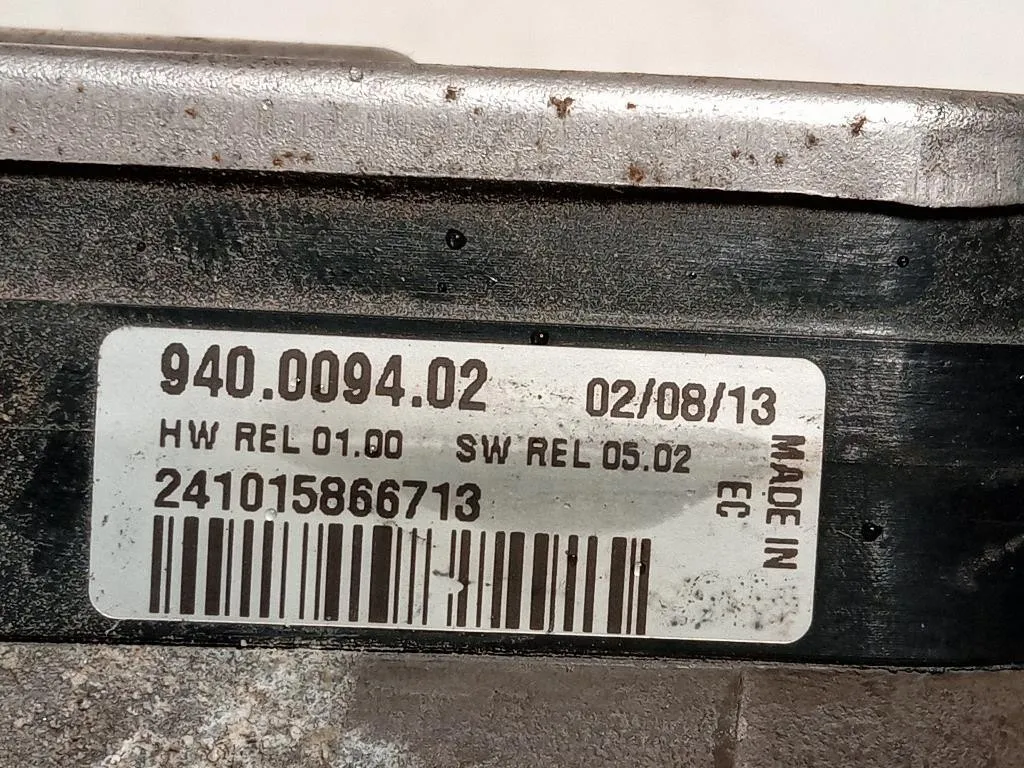 940.0094.02 02/08/13
HW REL 01.00 SW REL 05.02
241015866713
MADE IN
EC